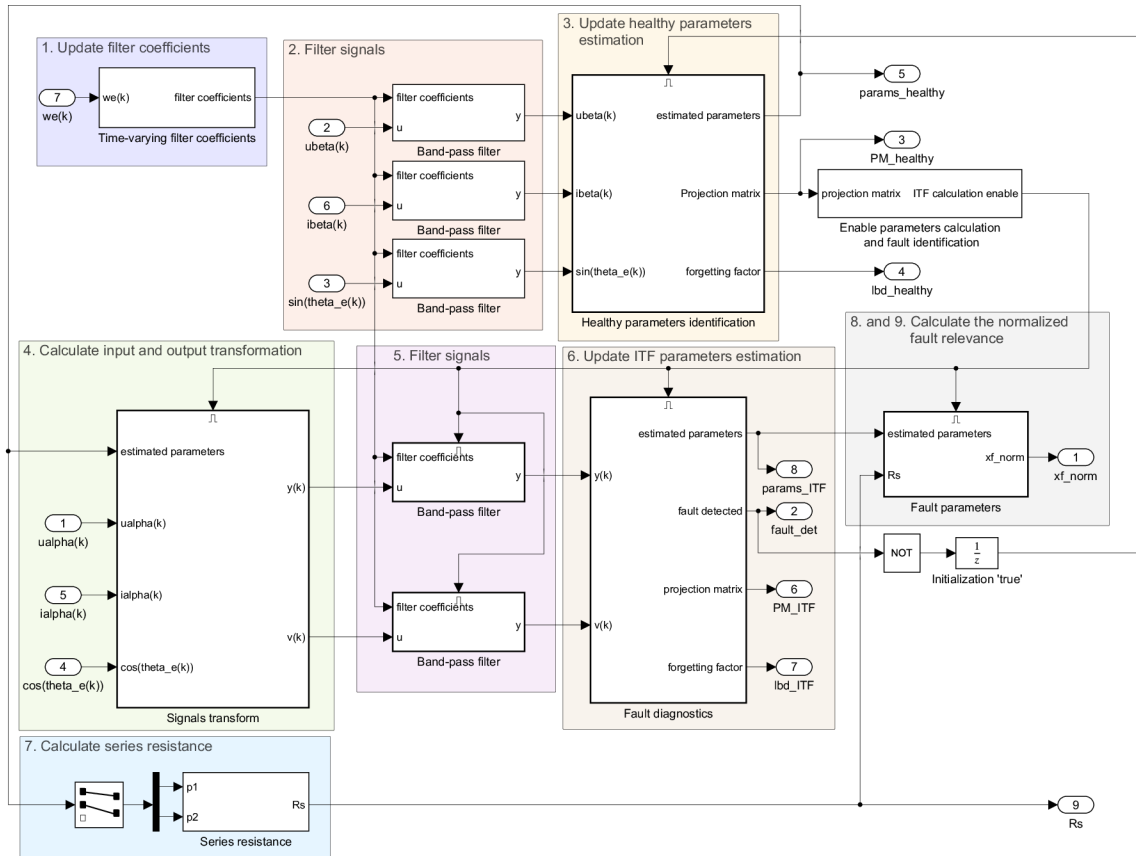 1. Update filter coefficients
7
we(k)
we(k)
filter coefficients
Time-varying filter coefficients
2. Filter signals
filter coefficients
u
y
Band-pass filter
2
ubeta(k)
filter coefficients
u
y
Band-pass filter
6
ibeta(k)
filter coefficients
u
y
Band-pass filter
3
sin(theta_e(k))
3. Update healthy parameters
estimation
ubeta(k)
ibeta(k)
sin(theta_e(k))
estimated parameters
Projection matrix
forgetting factor
Healthy parameters identification
5
params_healthy
3
PM_healthy
projection matrix
ITF calculation enable
Enable parameters calculation
and fault identification
4
lbd_healthy
4. Calculate input and output transformation
estimated parameters
ualpha(k)
ialpha(k)
cos(theta_e(k))
y(k)
v(k)
Signals transform
1
ualpha(k)
5
ialpha(k)
4
cos(theta_e(k))
5. Filter signals
filter coefficients
u
y
Band-pass filter
filter coefficients
u
y
Band-pass filter
6. Update ITF parameters estimation
y(k)
v(k)
estimated parameters
fault detected
projection matrix
forgetting factor
Fault diagnostics
8
params_ITF
2
fault_det
6
PM_ITF
7
lbd_ITF
8. and 9. Calculate the normalized
fault relevance
estimated parameters
Rs
xf_norm
Fault parameters
1
xf_norm
NOT
1
z
Initialization 'true'
7. Calculate series resistance
p1
p2
Rs
Series resistance
9
Rs